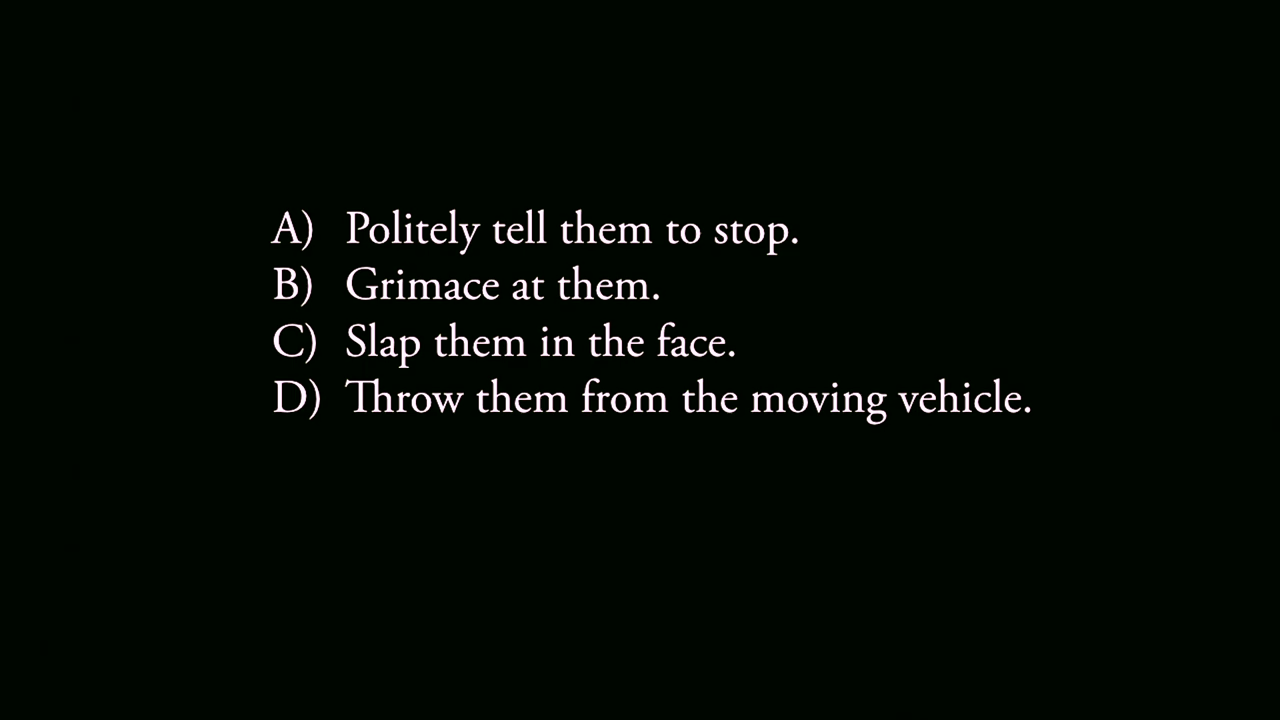 A) Politely tell them to stop.
B) Grimace at them.
C) Slap them in the face.
D) Throw them from the moving vehicle.